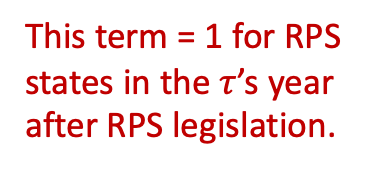 This term = 1 for RPS
states in the τ's year
after RPS legislation.